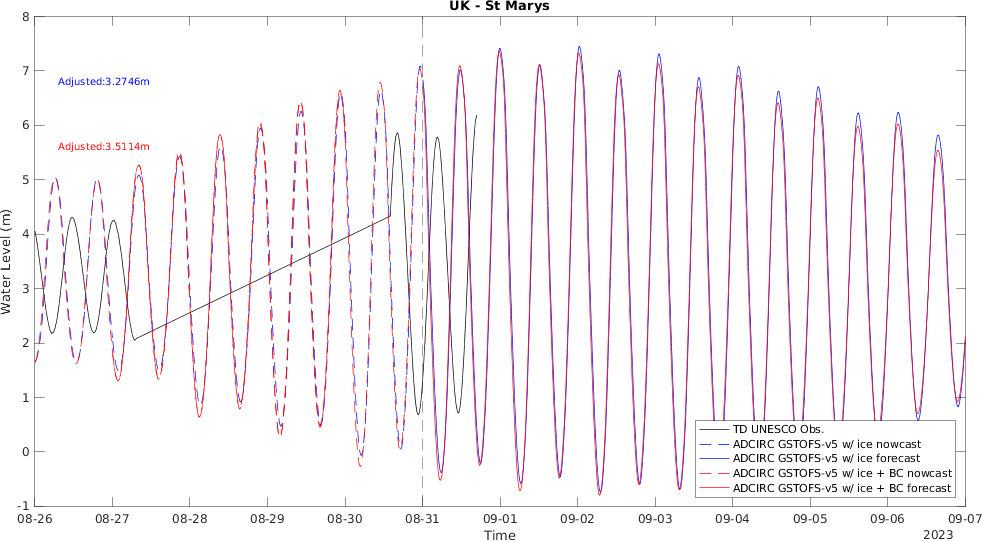 UK - St Marys
8
7
6
5
4
3
2
1
0
-1
Water Level (m)
Adjusted:3.2746m
Adjusted:3.5114m
TD UNESCO Obs.
ADCIRC GSTOFS-v5 w/ ice nowcast
ADCIRC GSTOFS-v5 w/ ice forecast
ADCIRC GSTOFS-v5 w/ ice + BC nowcast
ADCIRC GSTOFS-v5 w/ ice + BC forecast
08-26 08-27 08-28 08-29 08-30 08-31 09-01 09-02 09-03 09-04 09-05 09-06 09-07
Time
2023